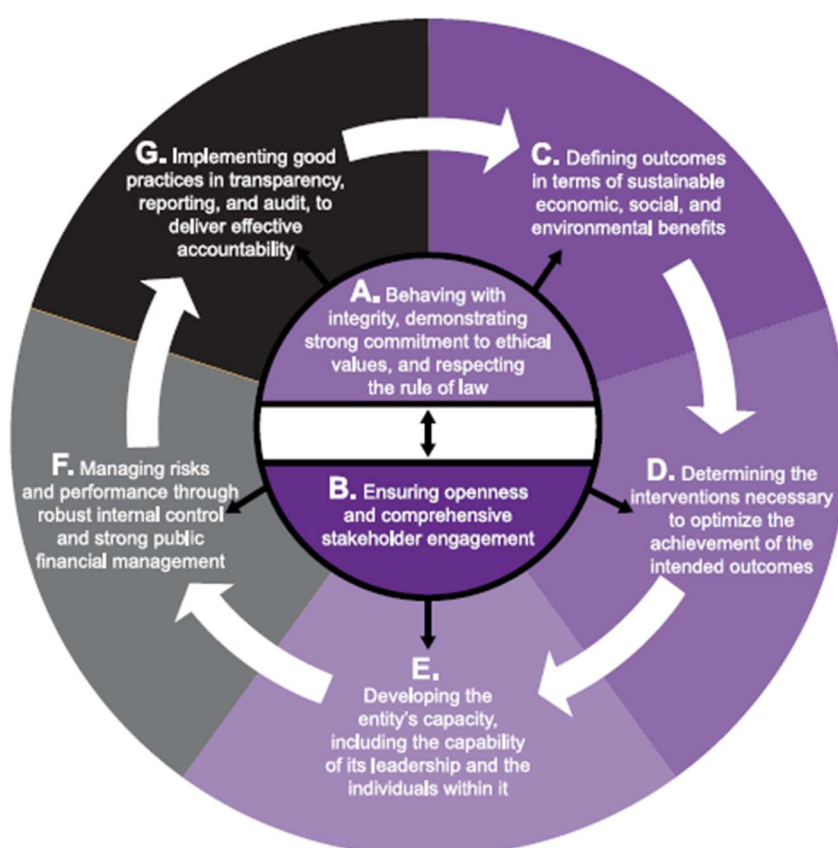 A. Behaving with
integrity, demonstrating
strong commitment to ethical
values, and respecting
the rule of law
B. Ensuring openness
and comprehensive
stakeholder engagement
C. Defining outcomes
in terms of sustainable
economic, social, and
environmental benefits
D. Determining the
interventions necessary
to optimize the
achievement of the
intended outcomes
E.
Developing the
entity's capacity,
including the capability
of its leadership and the
individuals within it
F. Managing risks
and performance through
robust internal control
and strong public
financial management
G. Implementing good
practices in transparency,
reporting, and audit, to
deliver effective
accountability